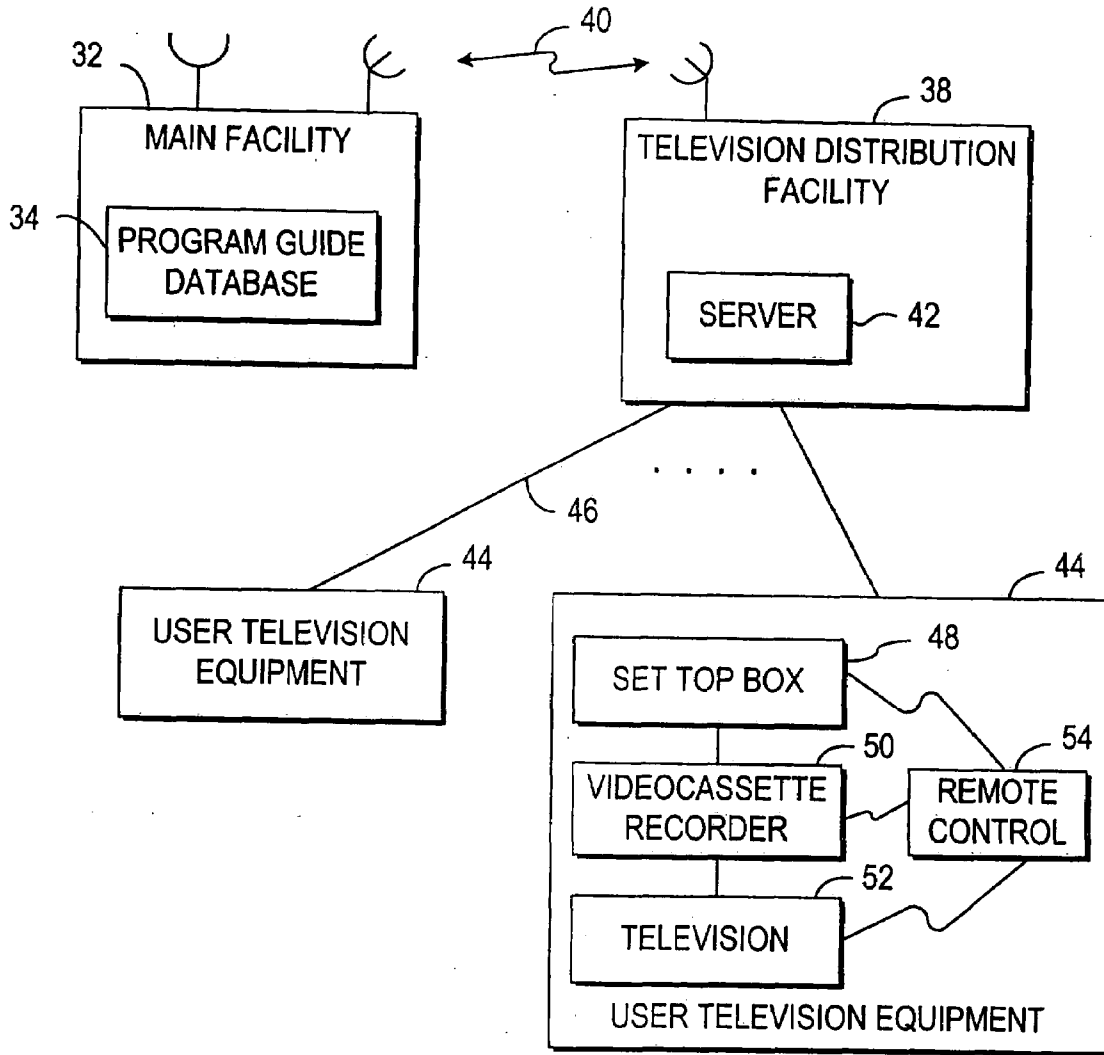 40
32
38
MAIN FACILITY
TELEVISION DISTRIBUTION
FACILITY
34
PROGRAM GUIDE
DATABASE
SERVER
42
46
44
USER TELEVISION
EQUIPMENT
44
SET TOP BOX
48
50
VIDEOCASSETTE
RECORDER
54
REMOTE
CONTROL
52
TELEVISION
USER TELEVISION EQUIPMENT